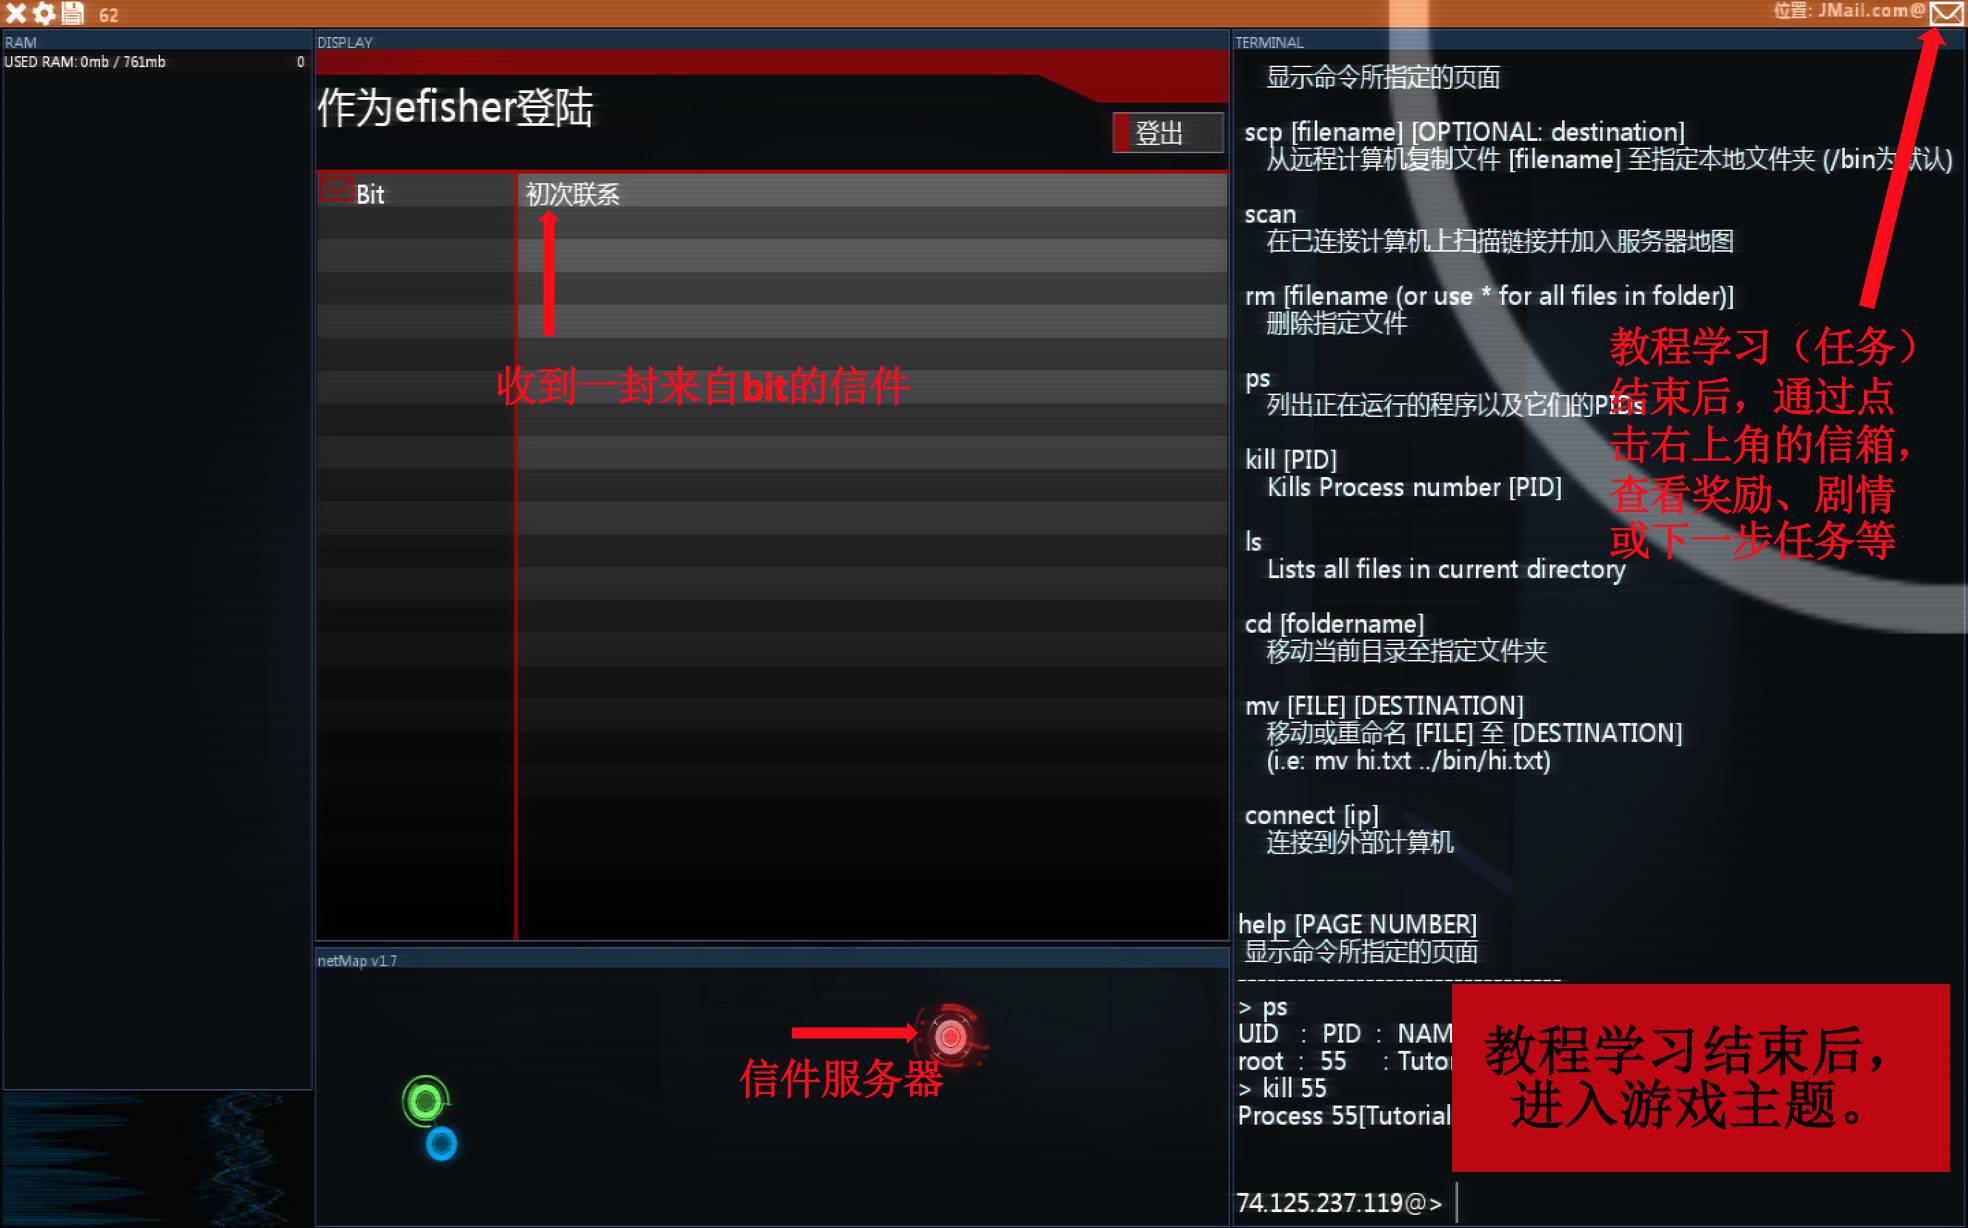 62
位置: JMail.com@
RAM
USED RAM: 0mb / 761mb
0
DISPLAY
作为efisher登陆
登出
Bit
初次联系
收到一封来自bit的信件
netMap v1.7
信件服务器
TERMINAL
显示命令所指定的页面
scp [filename] [OPTIONAL: destination]
从远程计算机复制文件 [filename] 至指定本地文件夹 (/bin为默认)
scan
在已连接计算机上扫描链接并加入服务器地图
rm [filename (or use * for all files in folder)]
删除指定文件
ps
列出正在运行的程序以及它们的PIDs
kill [PID]
Kills Process number [PID]
ls
Lists all files in current directory
cd [foldername]
移动当前目录至指定文件夹
mv [FILE] [DESTINATION]
移动或重命名 [FILE] 至 [DESTINATION]
(i.e: mv hi.txt ../bin/hi.txt)
connect [ip]
连接到外部计算机
help [PAGE NUMBER]
显示命令所指定的页面
---------------------------------
> ps
UID : PID : NAM
root : 55 : Tutor
> kill 55
Process 55[Tutorial
74.125.237.119@>
教程学习（任务）
结束后，通过点
击右上角的信箱，
查看奖励、剧情
或下一步任务等
教程学习结束后，
进入游戏主题。